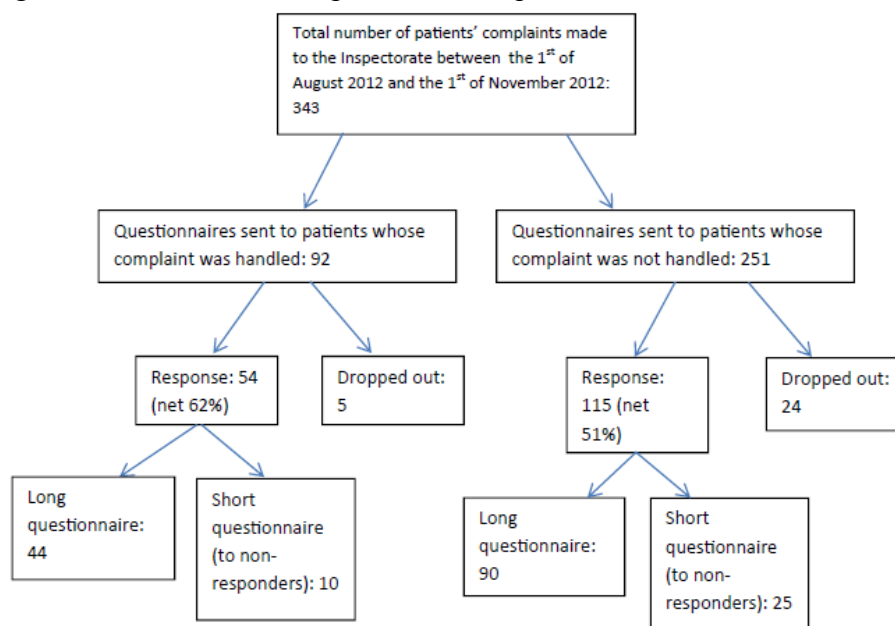 Total number of patients' complaints made
to the Inspectorate between the 1st of
August 2012 and the 1st of November 2012:
343
Questionnaires sent to patients whose
complaint was handled: 92
Questionnaires sent to patients whose
complaint was not handled: 251
Response: 54
(net 62%)
Dropped out:
5
Response:
115 (net
51%)
Dropped out:
24
Long
questionnaire:
44
Short
questionnaire
(to non-
responders): 10
Long
questionnaire:
90
Short
questionnaire
(to non-
responders): 25